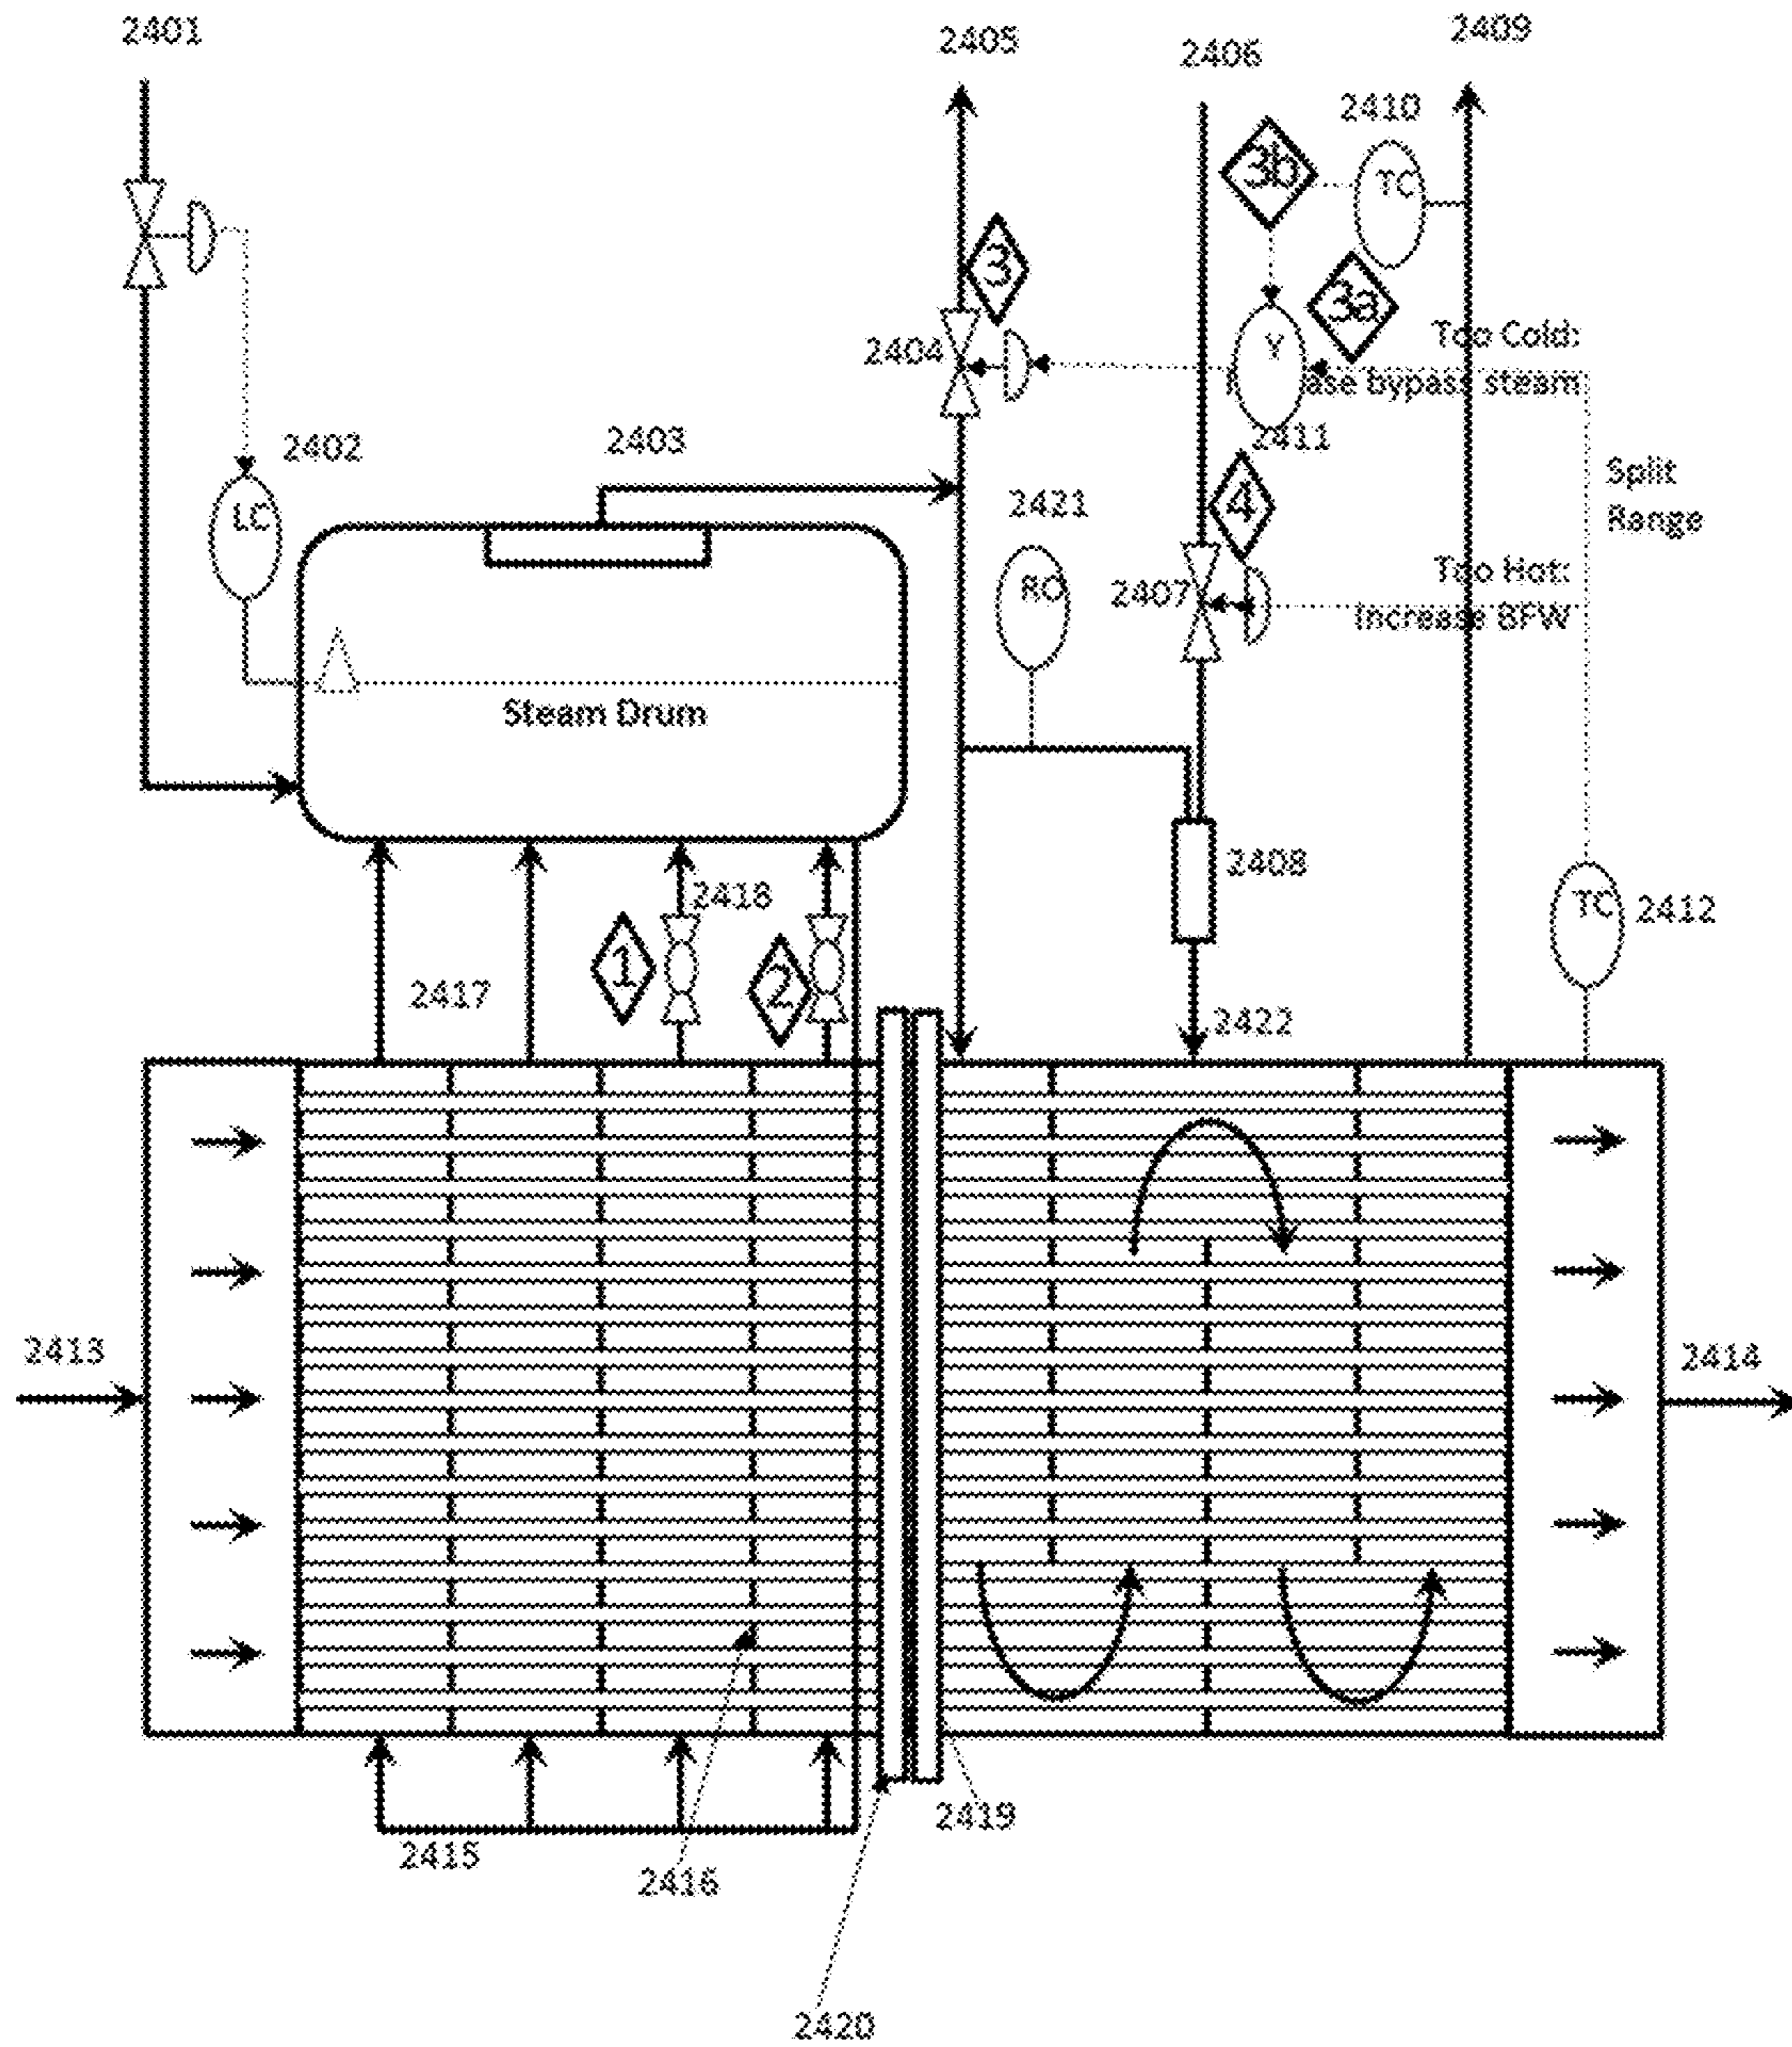 2401
2405
2406
2409
2410
3b
TC
3
3a
Too Cold:
2404
Y
ase bypass steam
2411
2402
2403
Split
Range
LC
2421
4
RO
2407
Too Hot:
Increase BFW
Steam Drum
2408
2418
TC
2412
1
2
2417
2422
2413
2414
2419
2415
2416
2420